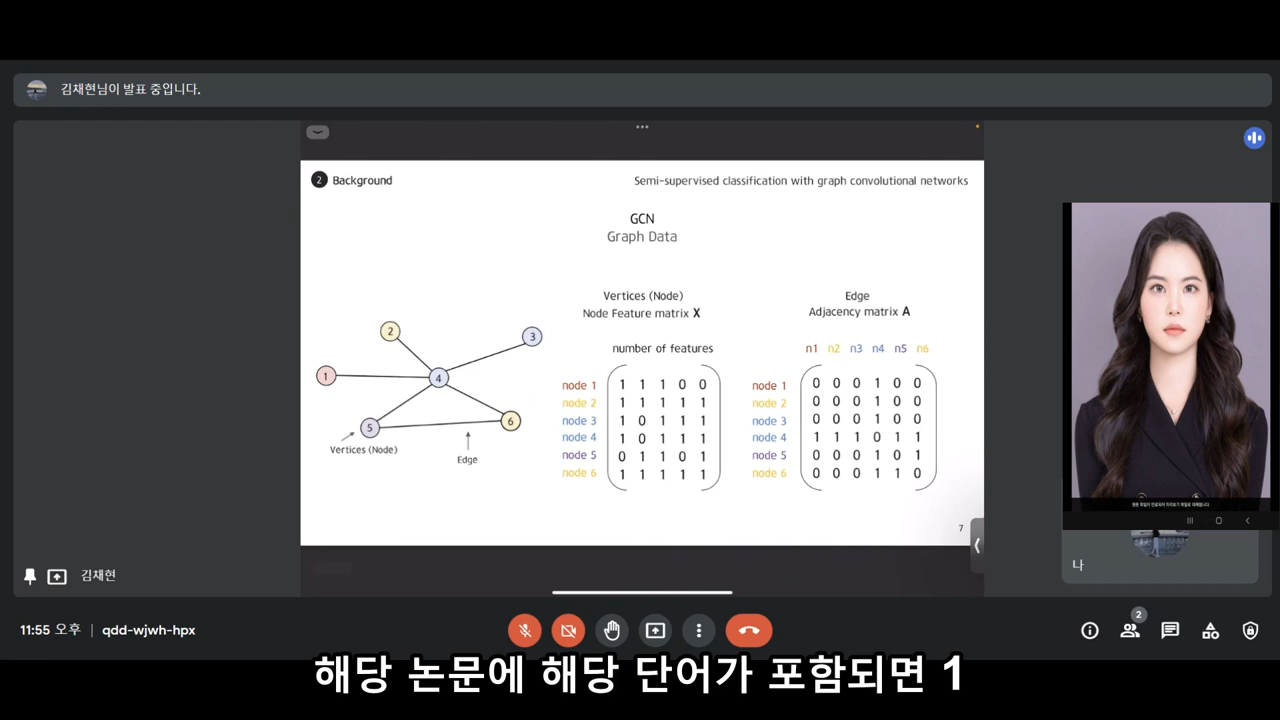 김채현님이 발표 중입니다.
2 Background
Semi-supervised classification with graph convolutional networks
GCN
Graph Data
1
2
3
4
5
6
Vertices (Node)
Edge
Vertices (Node)
Node Feature matrix X
number of features
node 1 1 1 1 0 0
node 2 1 1 1 1 1
node 3 1 0 1 1 1
node 4 1 0 1 1 1
node 5 0 1 1 0 1
node 6 1 1 1 1 1
Edge
Adjacency matrix A
n1 n2 n3 n4 n5 n6
node 1 0 0 0 1 0 0
node 2 0 0 0 1 0 0
node 3 0 0 0 1 0 0
node 4 1 1 1 0 1 1
node 5 0 0 0 1 0 1
node 6 0 0 0 1 1 0
7
김채현
나
11:55 오후 | qdd-wjwh-hpx
2
해당 논문에 해당 단어가 포함되면 1